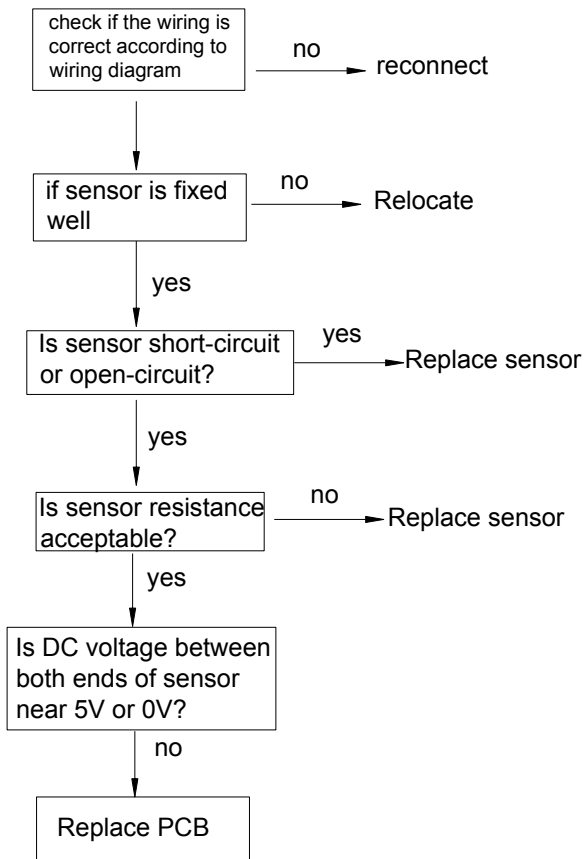 check if the wiring is
correct according to
wiring diagram
no
reconnect
if sensor is fixed
well
no
Relocate
yes
Is sensor short-circuit
or open-circuit?
yes
Replace sensor
yes
Is sensor resistance
acceptable?
no
Replace sensor
yes
Is DC voltage between
both ends of sensor
near 5V or 0V?
no
Replace PCB